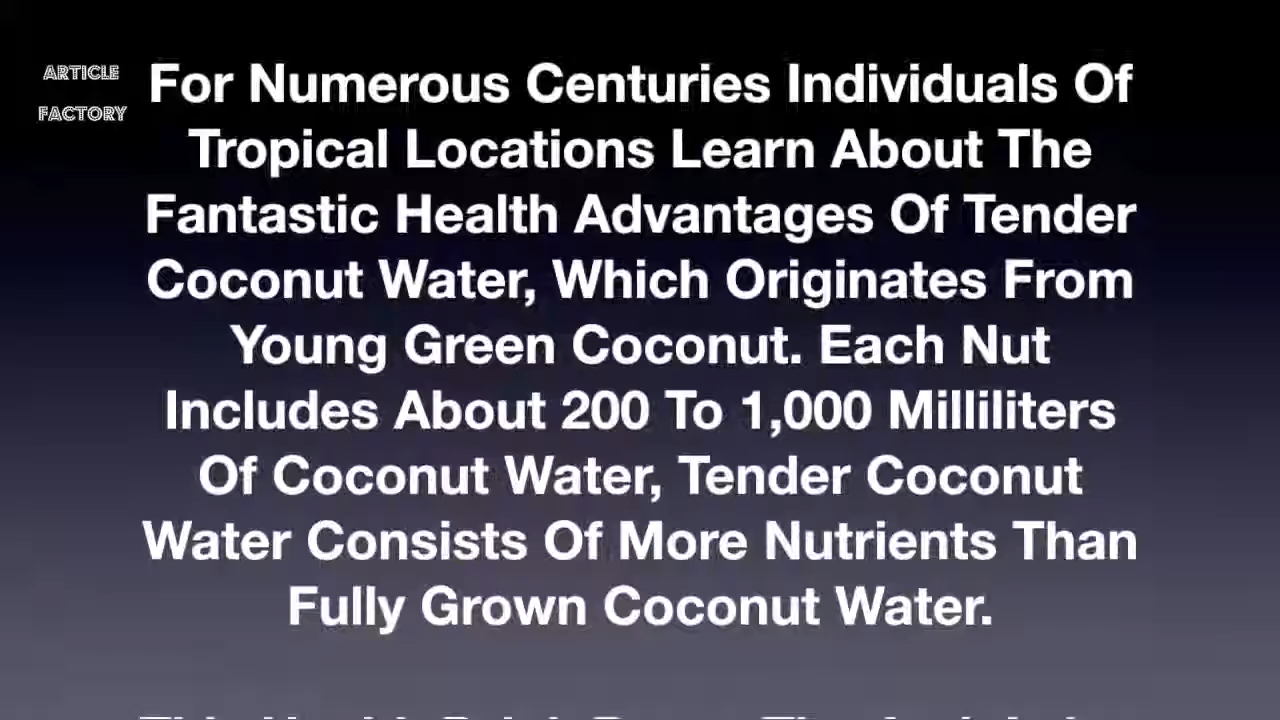 ARTICLE
FACTORY
For Numerous Centuries Individuals Of
Tropical Locations Learn About The
Fantastic Health Advantages Of Tender
Coconut Water, Which Originates From
Young Green Coconut. Each Nut
Includes About 200 To 1,000 Milliliters
Of Coconut Water, Tender Coconut
Water Consists Of More Nutrients Than
Fully Grown Coconut Water.